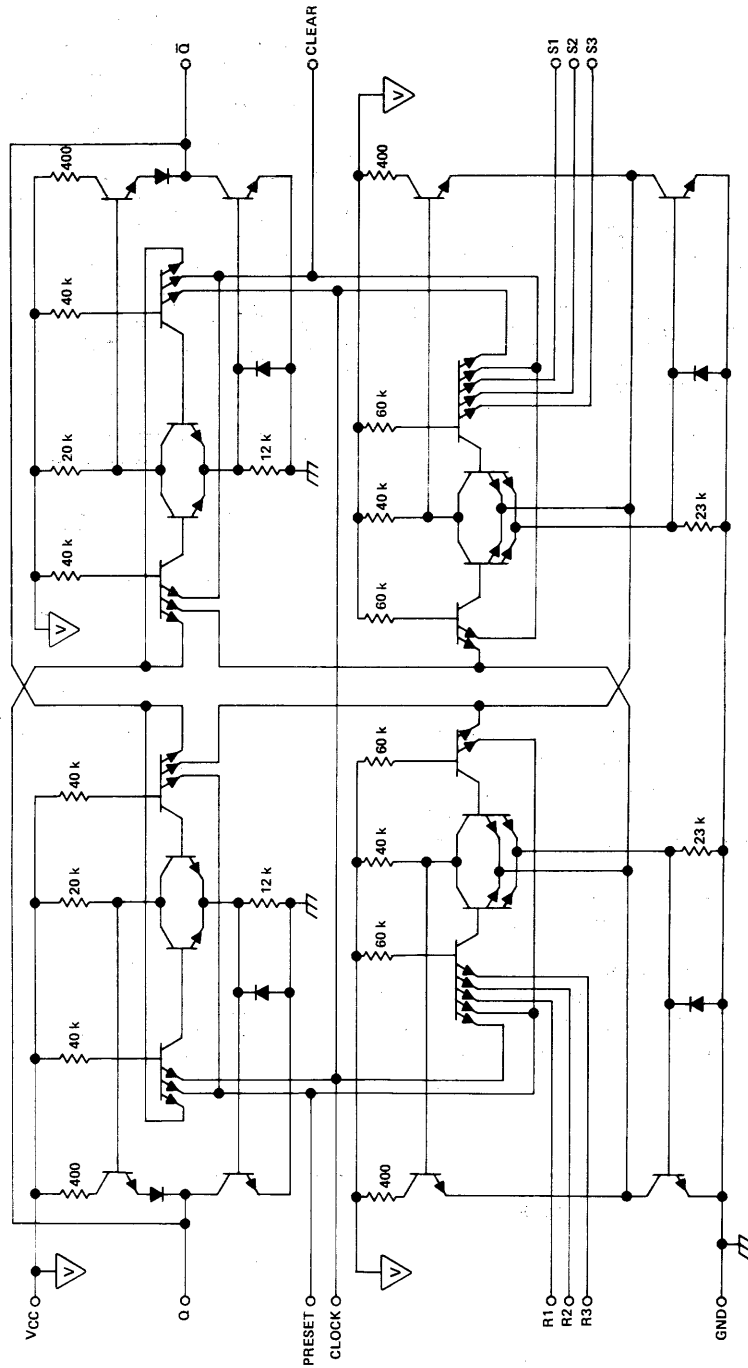 VCC
V
400
40 k
20 k
40 k
V
40 k
20 k
40 k
400
Q
Q̅
12 k
12 k
PRESET
CLEAR
CLOCK
V
400
60 k
40 k
60 k
60 k
40 k
60 k
400
V
R1
S1
R2
S2
R3
S3
23 k
23 k
GND